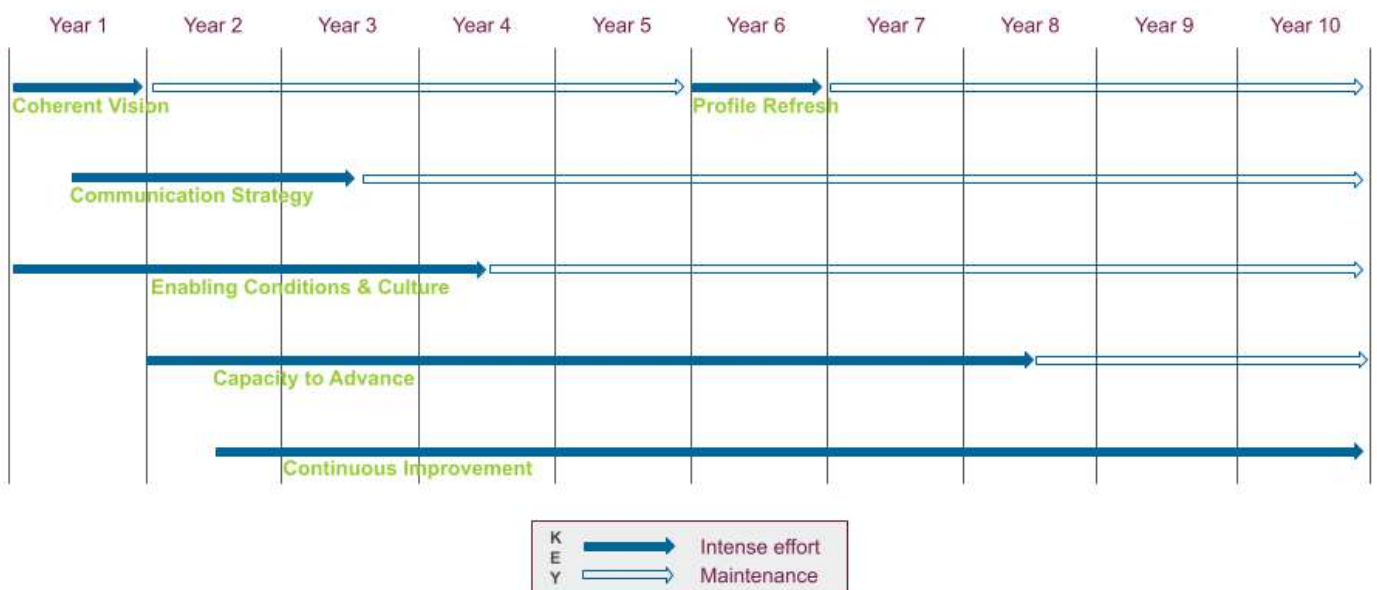 Year 1 Year 2 Year 3 Year 4 Year 5 Year 6 Year 7 Year 8 Year 9 Year 10
Coherent Vision Profile Refresh
Communication Strategy
Enabling Conditions & Culture
Capacity to Advance
Continuous Improvement
KEY
Intense effort
Maintenance